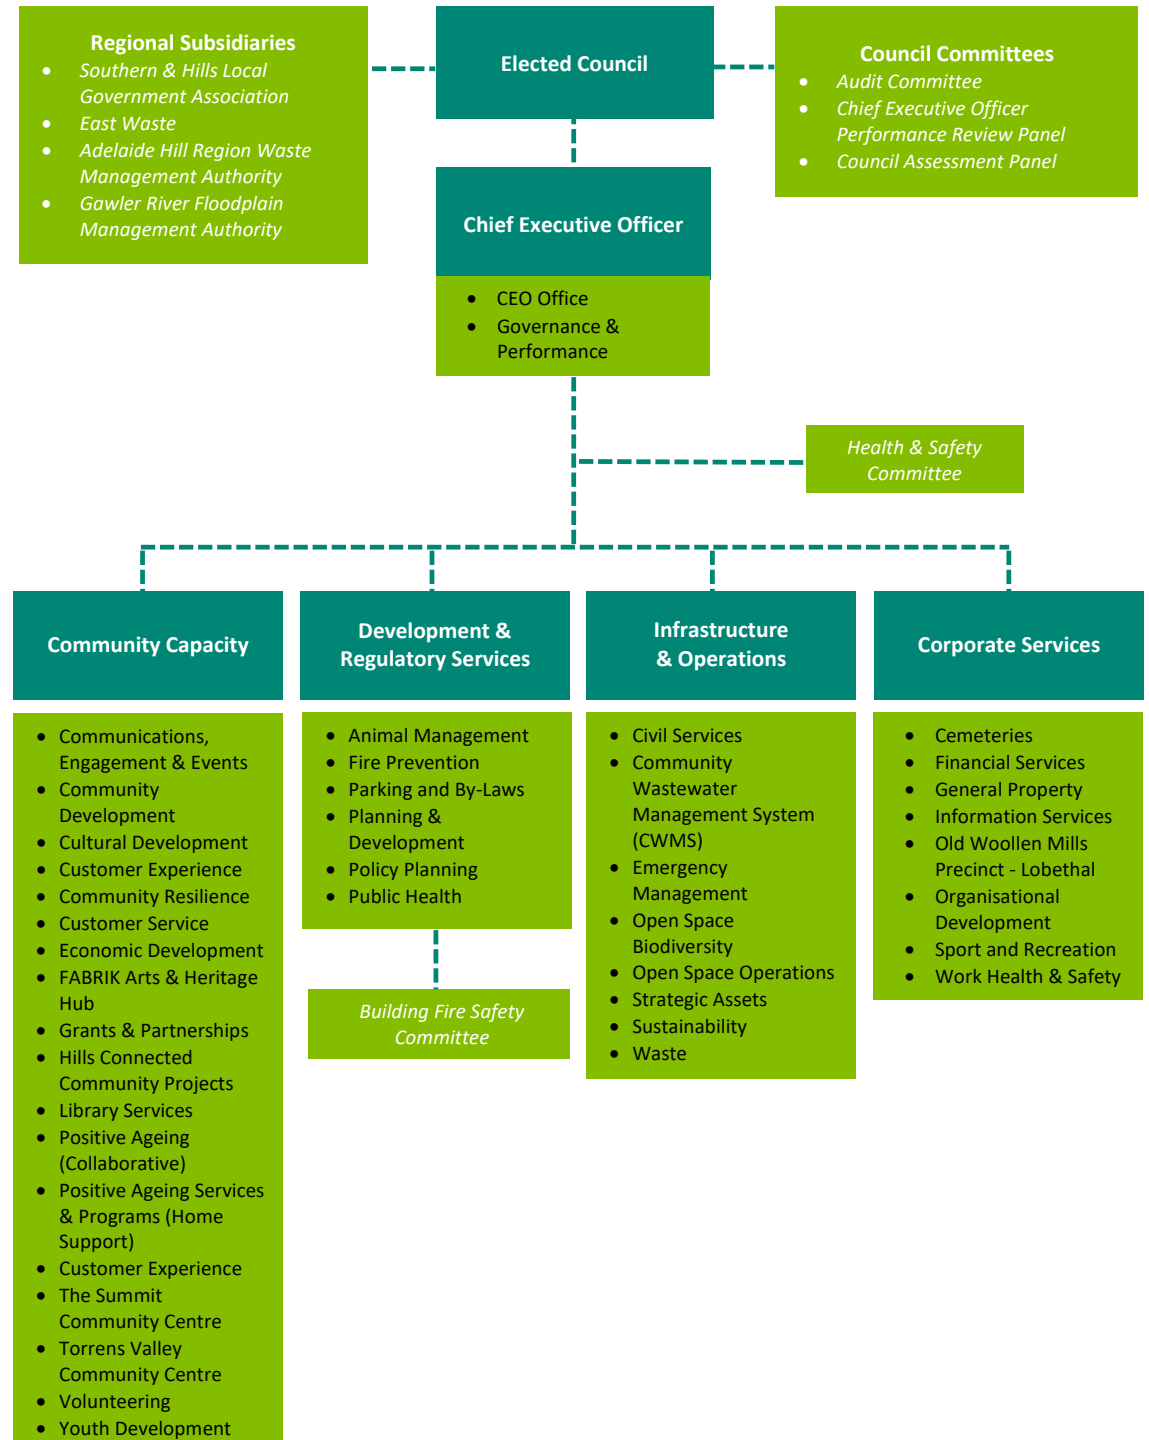 Regional Subsidiaries
• Southern & Hills Local
Government Association
• East Waste
• Adelaide Hill Region Waste
Management Authority
• Gawler River Floodplain
Management Authority
Elected Council
Council Committees
• Audit Committee
• Chief Executive Officer
Performance Review Panel
• Council Assessment Panel
Chief Executive Officer
• CEO Office
• Governance &
Performance
Health & Safety
Committee
Community Capacity
• Communications,
Engagement & Events
• Community
Development
• Cultural Development
• Customer Experience
• Community Resilience
• Customer Service
• Economic Development
• FABRIK Arts & Heritage
Hub
• Grants & Partnerships
• Hills Connected
Community Projects
• Library Services
• Positive Ageing
(Collaborative)
• Positive Ageing Services
& Programs (Home
Support)
• Customer Experience
• The Summit
Community Centre
• Torrens Valley
Community Centre
• Volunteering
• Youth Development
Development &
Regulatory Services
• Animal Management
• Fire Prevention
• Parking and By-Laws
• Planning &
Development
• Policy Planning
• Public Health
Building Fire Safety
Committee
Infrastructure
& Operations
• Civil Services
• Community
Wastewater
Management System
(CWMS)
• Emergency
Management
• Open Space
Biodiversity
• Open Space Operations
• Strategic Assets
• Sustainability
• Waste
Corporate Services
• Cemeteries
• Financial Services
• General Property
• Information Services
• Old Woollen Mills
Precinct - Lobethal
• Organisational
Development
• Sport and Recreation
• Work Health & Safety